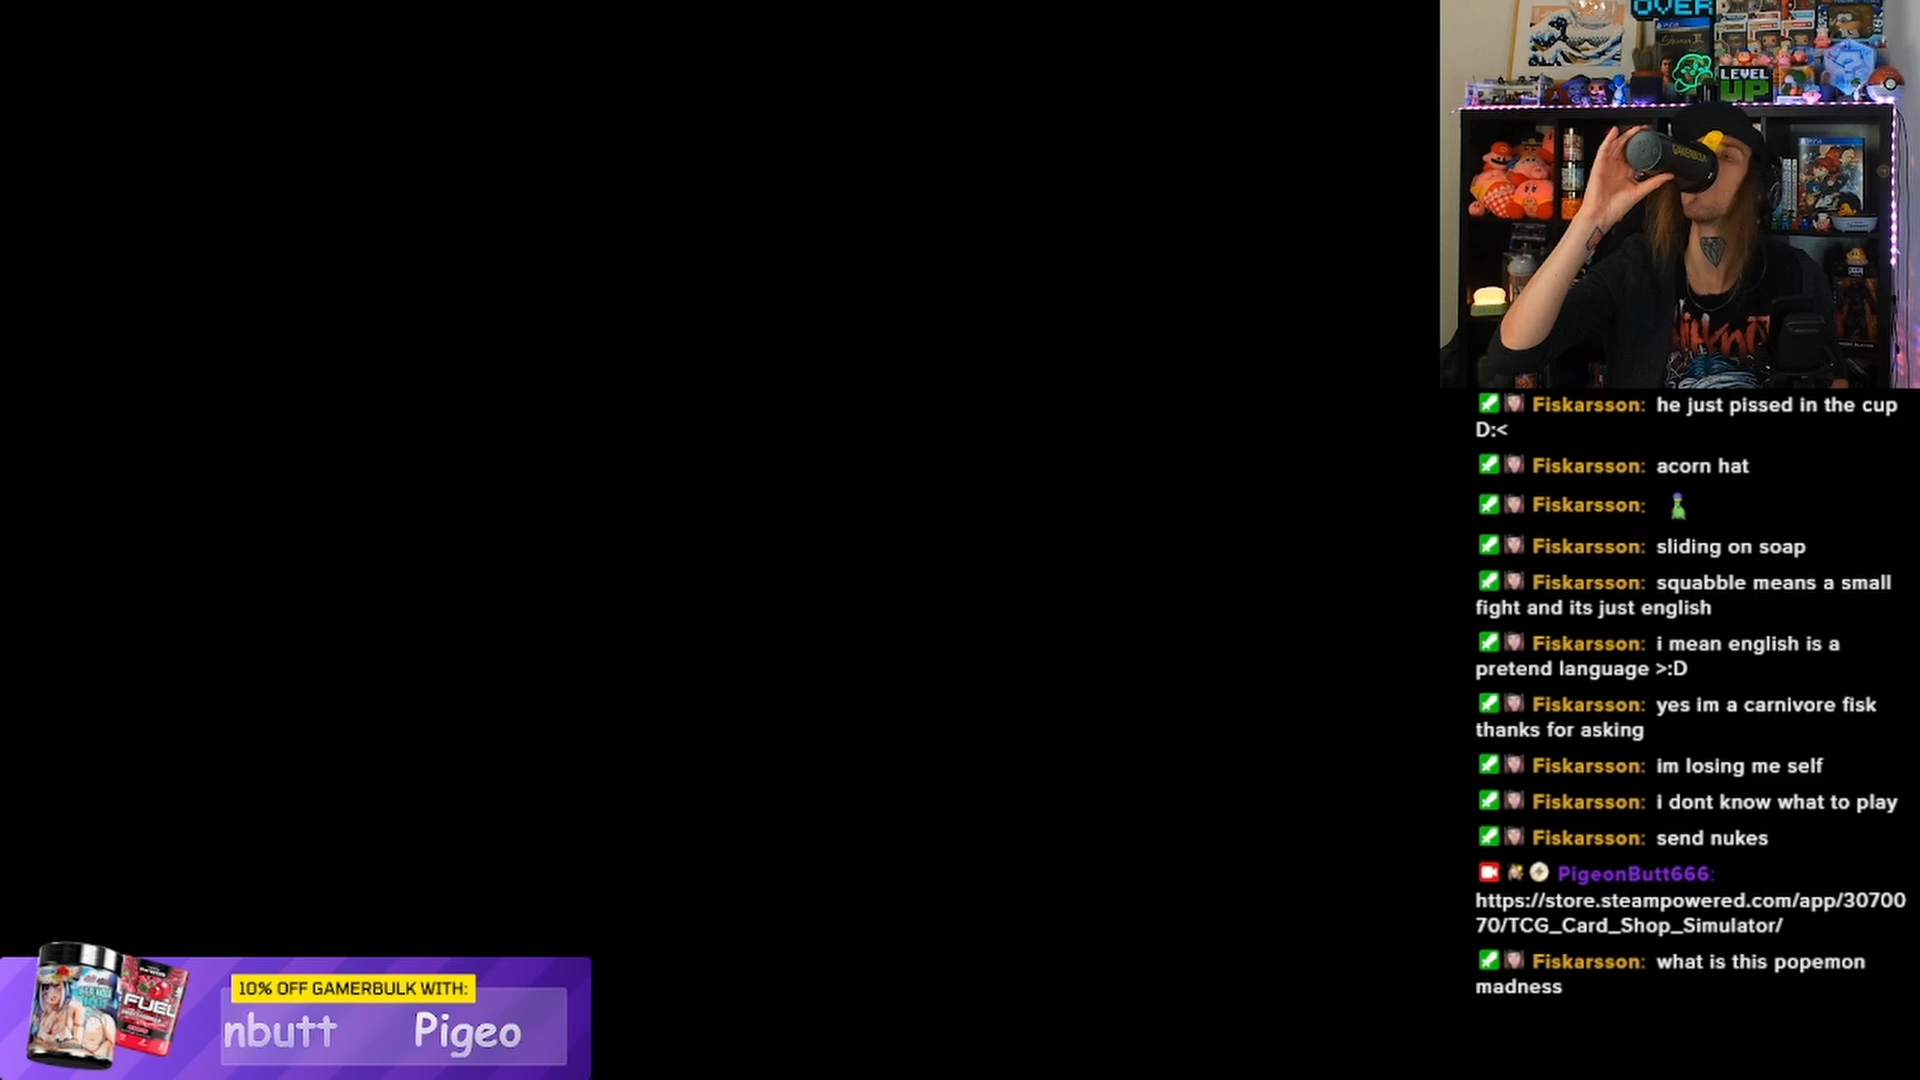 OVER
LEVEL
UP
Fiskarsson: he just pissed in the cup
D:<
Fiskarsson: acorn hat
Fiskarsson:
Fiskarsson: sliding on soap
Fiskarsson: squabble means a small
fight and its just english
Fiskarsson: i mean english is a
pretend language >:D
Fiskarsson: yes im a carnivore fisk
thanks for asking
Fiskarsson: im losing me self
Fiskarsson: i dont know what to play
Fiskarsson: send nukes
PigeonButt666:
https://store.steampowered.com/app/30700
70/TCG_Card_Shop_Simulator/
Fiskarsson: what is this popemon
madness
10% OFF GAMERBULK WITH:
nbutt Pigeo
FUEL